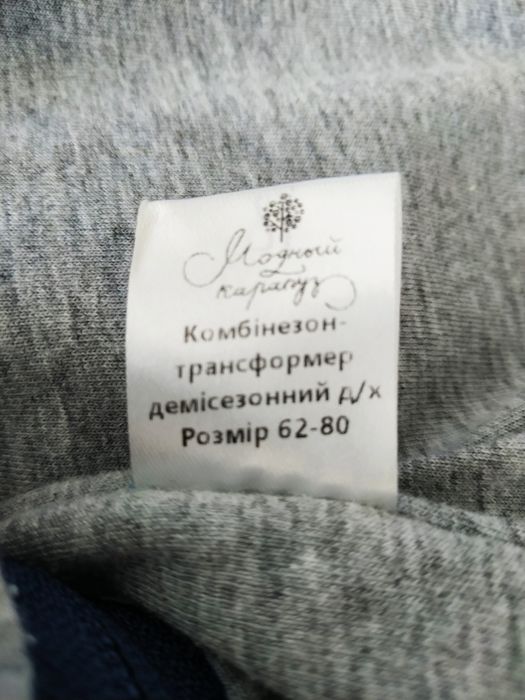 Модный
карапуз
Комбінезон-
трансформер
демісезонний д/х
Розмір 62-80